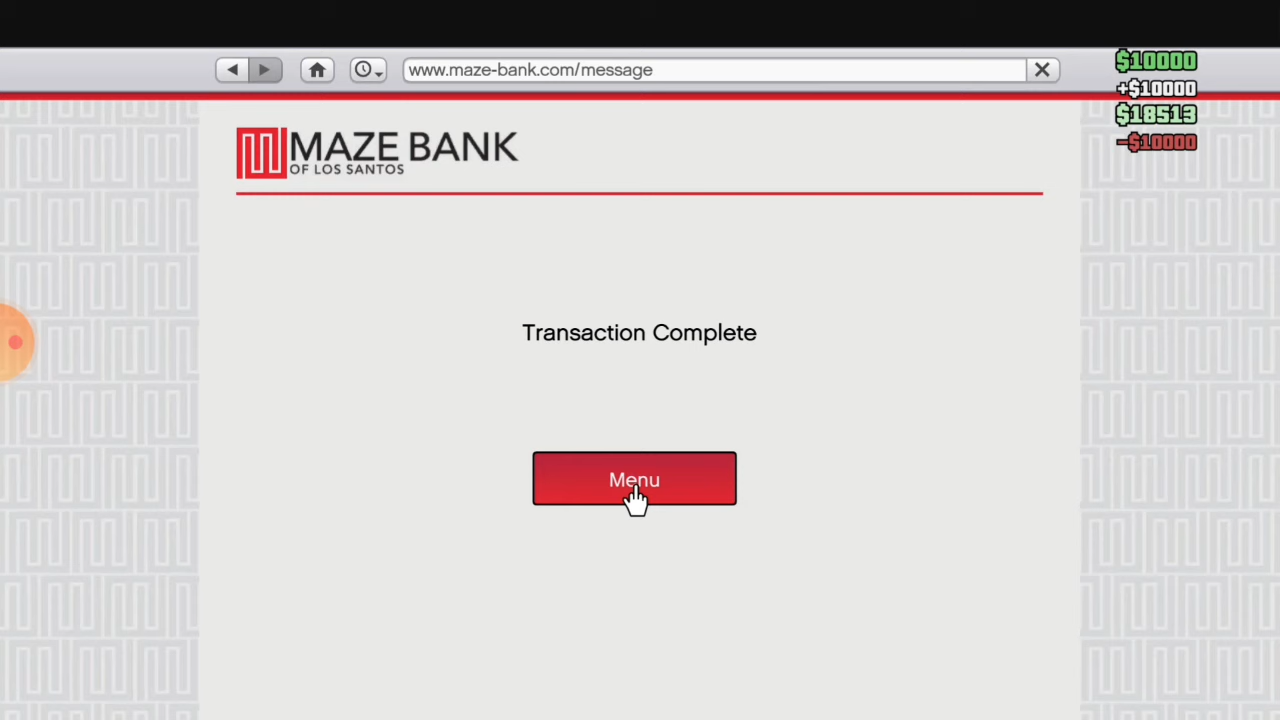 www.maze-bank.com/message
$10000
+$10000
$18513
-$10000
MAZE BANK
OF LOS SANTOS
Transaction Complete
Menu